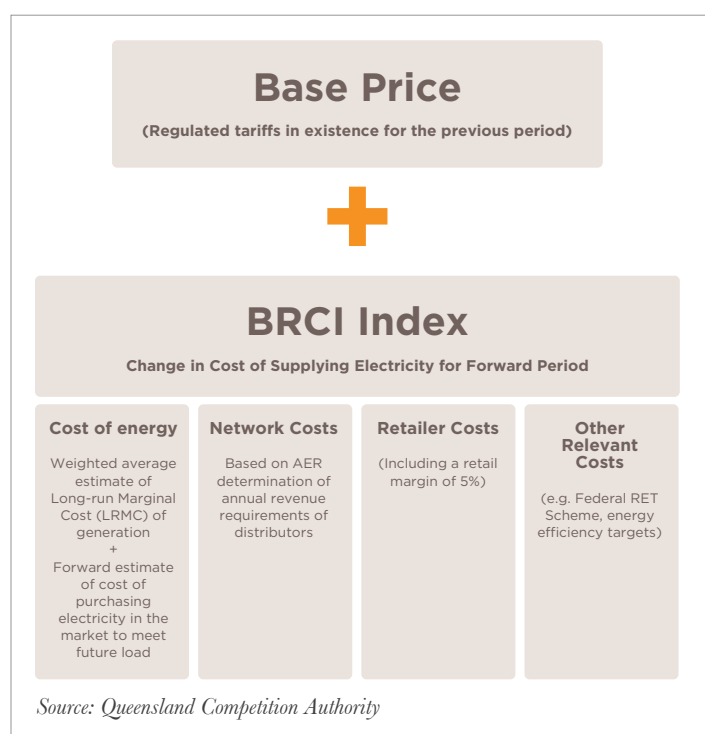 Base Price
(Regulated tariffs in existence for the previous period)
BRCI Index
Change in Cost of Supplying Electricity for Forward Period
Cost of energy
Weighted average
estimate of
Long-run Marginal
Cost (LRMC) of
generation
+
Forward estimate
of cost of
purchasing
electricity in the
market to meet
future load
Network Costs
Based on AER
determination of
annual revenue
requirements of
distributors
Retailer Costs
(Including a retail
margin of 5%)
Other
Relevant
Costs
(e.g. Federal RET
Scheme, energy
efficiency targets)
Source: Queensland Competition Authority